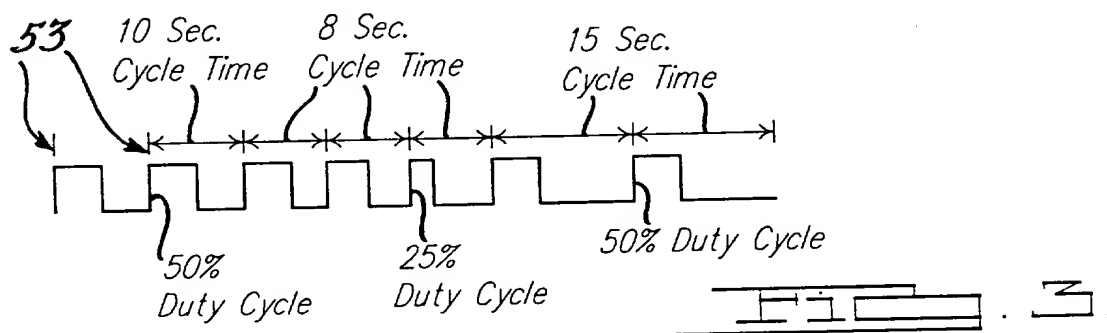 53
10 Sec.
Cycle Time
8 Sec.
Cycle Time
15 Sec.
Cycle Time
50%
Duty Cycle
25%
Duty Cycle
50% Duty Cycle
FIG. 3